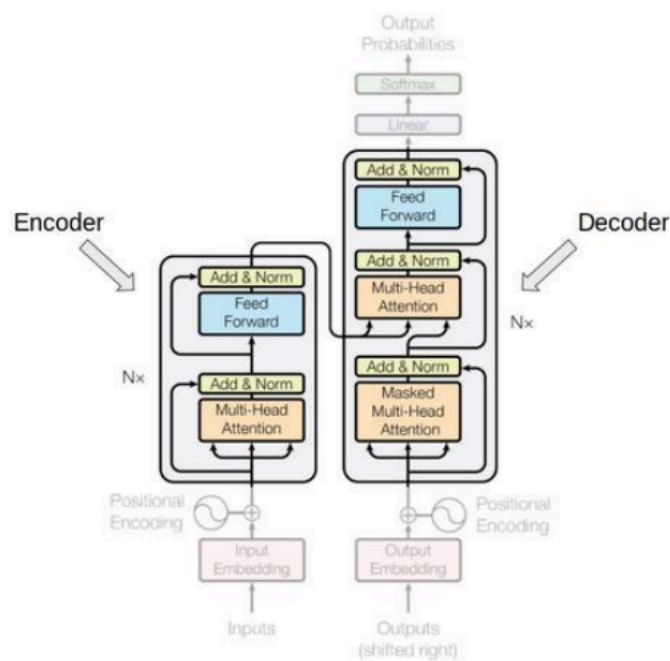 Output
Probabilities
Softmax
Linear
Add & Norm
Feed
Forward
Add & Norm
Multi-Head
Attention
Add & Norm
Masked
Multi-Head
Attention
Nx
Decoder
Encoder
Add & Norm
Feed
Forward
Add & Norm
Multi-Head
Attention
Nx
Positional
Encoding
Input
Embedding
Inputs
Positional
Encoding
Output
Embedding
Outputs
(shifted right)